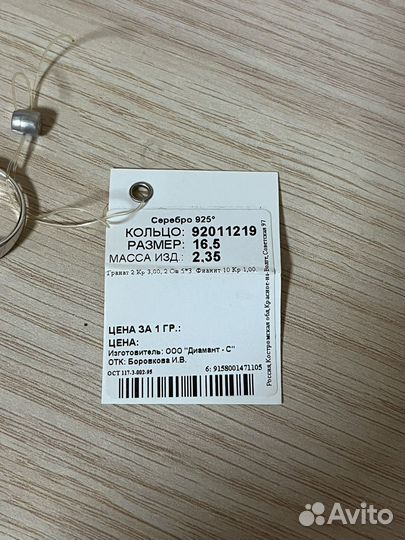 Серебро 925°
КОЛЬЦО: 92011219
РАЗМЕР: 16,5
МАССА ИЗД.: 2,35
Гранат 2 Кр 3,00, 2 Ов 5*3. Фианит 10 Кр 1,00
ЦЕНА ЗА 1 ГР.:
ЦЕНА:
Изготовитель: ООО "Диамант - С"
ОТК: Боровкова И.В.
ОСТ 117-3-002-95
6: 9158001471105
Россия, Костромская обл, Красное-на-Волге, Советская 97
Avito